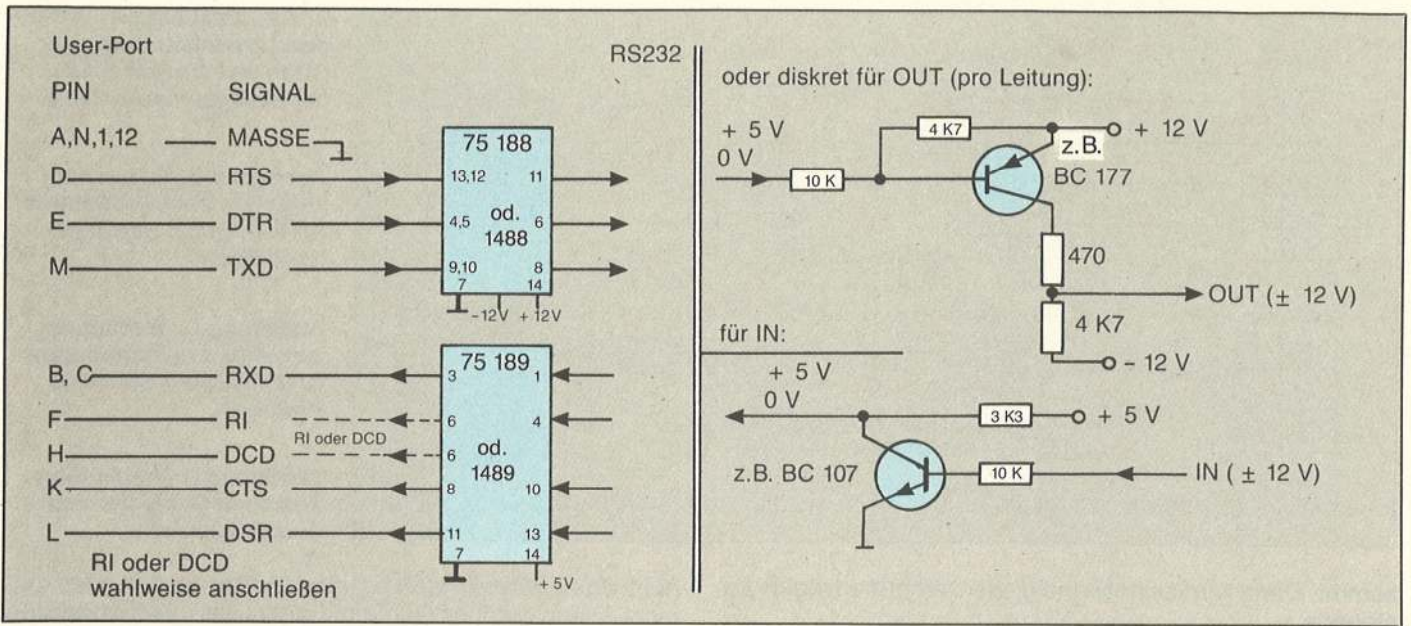 User-Port
RS232
PIN SIGNAL
A,N,1,12 MASSE
D RTS 13,12 11
E DTR 4,5 6
M TXD 9,10 8
75 188
od.
1488
7 14
-12V + 12V
B, C RXD 3 1
F RI 6 4
RI oder DCD
H DCD 6
K CTS 8 10
L DSR 11 13
75 189
od.
1489
7 14
+ 5V
RI oder DCD
wahlweise anschließen
oder diskret für OUT (pro Leitung):
+ 5 V
0 V
10 K
4 K7
+ 12 V
z.B.
BC 177
470
OUT (± 12 V)
4 K7
- 12 V
für IN:
+ 5 V
0 V
3 K3
+ 5 V
z.B. BC 107
10 K
IN ( ± 12 V)